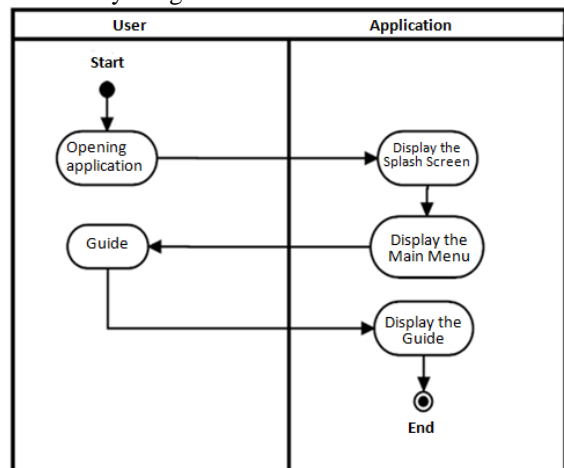 User
Application
Start
Opening
application
Display the
Splash Screen
Guide
Display the
Main Menu
Display the
Guide
End